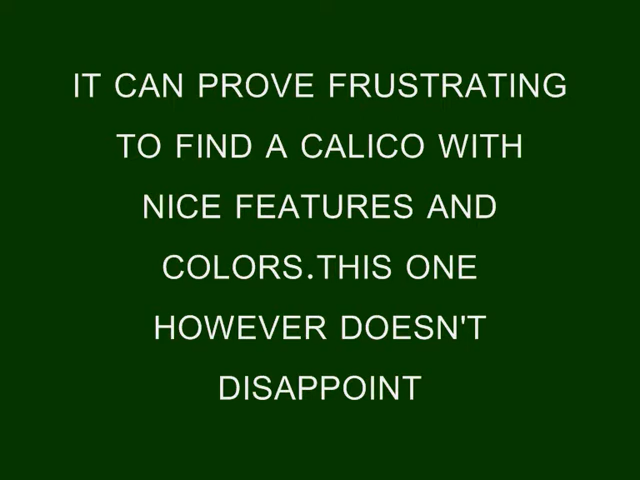 IT CAN PROVE FRUSTRATING
TO FIND A CALICO WITH
NICE FEATURES AND
COLORS.THIS ONE
HOWEVER DOESN'T
DISAPPOINT